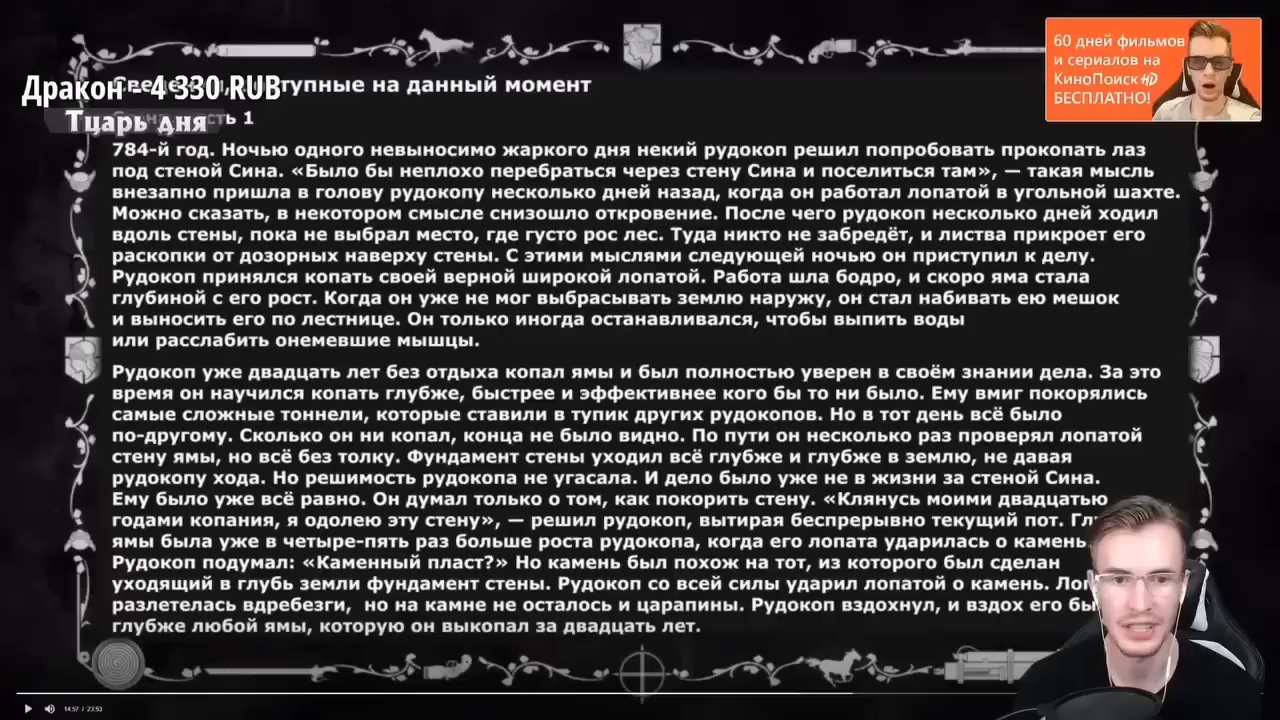 Дракон - 4 330 RUB
Тцарь дня
60 дней фильмов
и сериалов на
КиноПоиск HD
БЕСПЛАТНО!
тупные на данный момент
1
784-й год. Ночью одного невыносимо жаркого дня некий рудокоп решил попробовать прокопать лаз
под стеной Сина. «Было бы неплохо перебраться через стену Сина и поселиться там», — такая мысль
внезапно пришла в голову рудокопу несколько дней назад, когда он работал лопатой в угольной шахте.
Можно сказать, в некотором смысле снизошло откровение. После чего рудокоп несколько дней ходил
вдоль стены, пока не выбрал место, где густо рос лес. Туда никто не забредёт, и листва прикроет его
раскопки от дозорных наверху стены. С этими мыслями следующей ночью он приступил к делу.
Рудокоп принялся копать своей верной широкой лопатой. Работа шла бодро, и скоро яма стала
глубиной с его рост. Когда он уже не мог выбрасывать землю наружу, он стал набивать ею мешок
и выносить его по лестнице. Он только иногда останавливался, чтобы выпить воды
или расслабить онемевшие мышцы.
Рудокоп уже двадцать лет без отдыха копал ямы и был полностью уверен в своём знании дела. За это
время он научился копать глубже, быстрее и эффективнее кого бы то ни было. Ему вмиг покорялись
самые сложные тоннели, которые ставили в тупик других рудокопов. Но в тот день всё было
по-другому. Сколько он ни копал, конца не было видно. По пути он несколько раз проверял лопатой
стену ямы, но всё без толку. Фундамент стены уходил всё глубже и глубже в землю, не давая
рудокопу хода. Но решимость рудокопа не угасала. И дело было уже не в жизни за стеной Сина.
Ему было уже всё равно. Он думал только о том, как покорить стену. «Клянусь моими двадцатью
годами копания, я одолею эту стену», — решил рудокоп, вытирая беспрерывно текущий пот.
ямы была уже в четыре-пять раз больше роста рудокопа, когда его лопата ударилась о камень
Рудокоп подумал: «Каменный пласт?» Но камень был похож на тот, из которого был сделан
уходящий в глубь земли фундамент стены. Рудокоп со всей силы ударил лопатой о камень.
разлетелась вдребезги, но на камне не осталось и царапины. Рудокоп вздохнул, и вздох его
глубже любой ямы, которую он выкопал за двадцать лет.
14:57 / 23:53